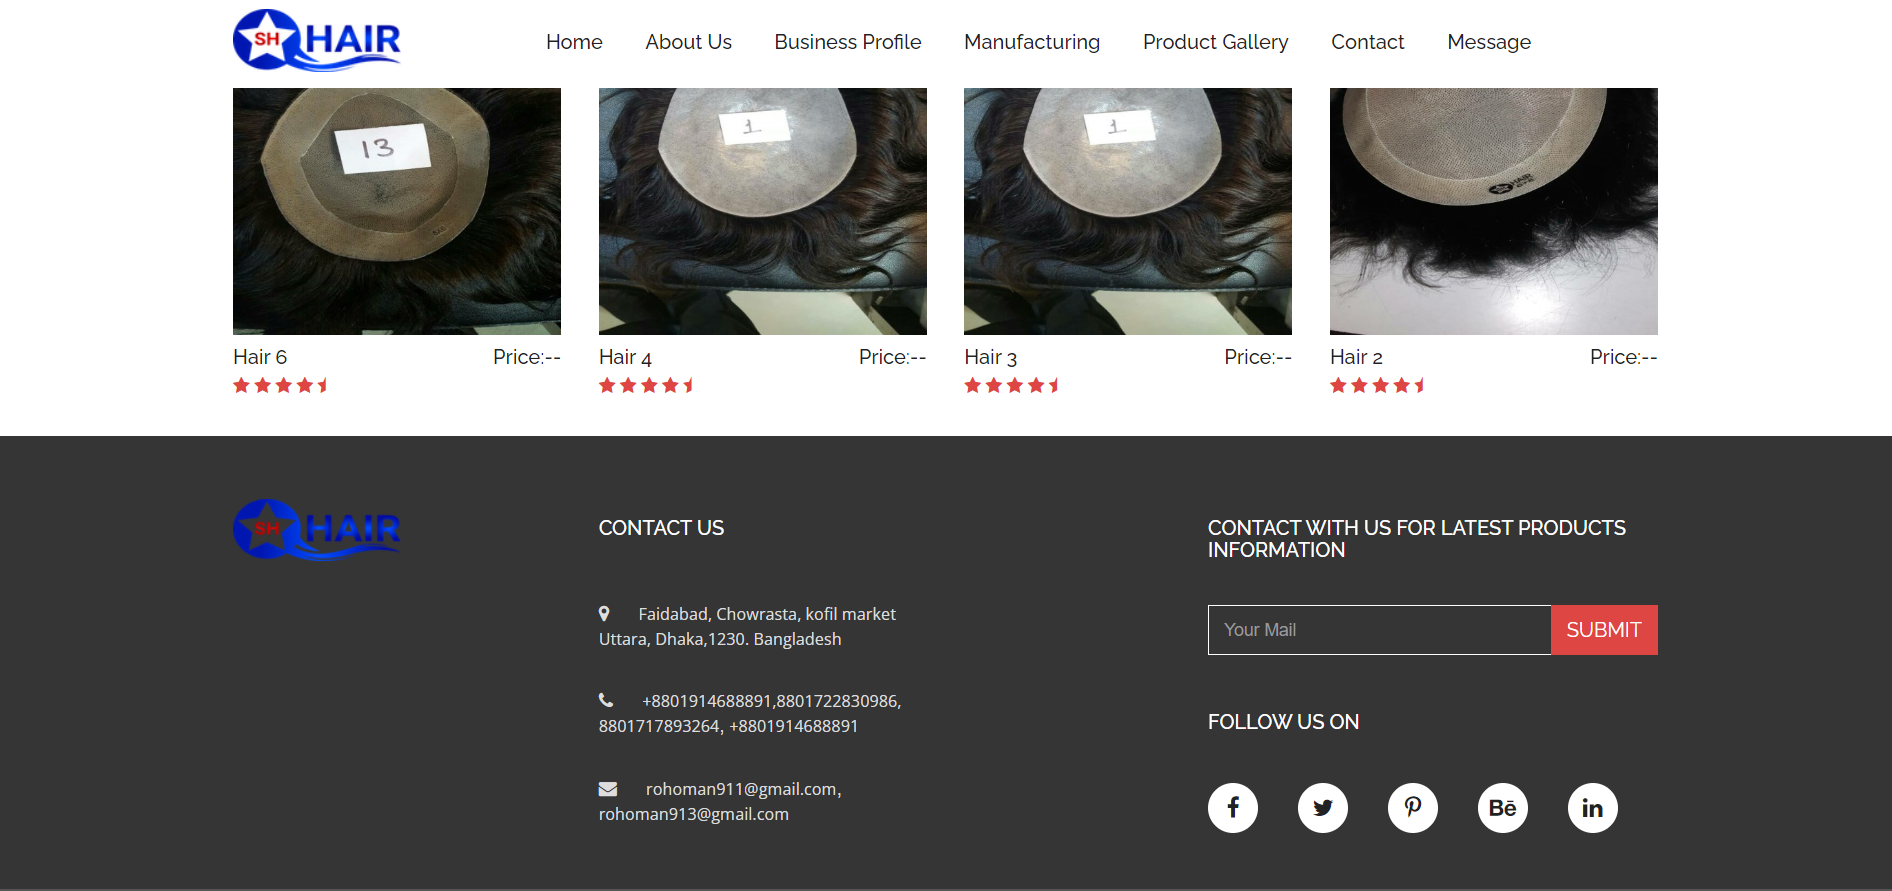 SH HAIR
Home About Us Business Profile Manufacturing Product Gallery Contact Message
13
1
1
HAIR
Hair 6 Price:--
Hair 4 Price:--
Hair 3 Price:--
Hair 2 Price:--
SH HAIR
CONTACT US
Faidabad, Chowrasta, kofil market
Uttara, Dhaka,1230. Bangladesh
+8801914688891,8801722830986,
8801717893264, +8801914688891
rohoman911@gmail.com,
rohoman913@gmail.com
CONTACT WITH US FOR LATEST PRODUCTS
INFORMATION
Your Mail SUBMIT
FOLLOW US ON
f Bē in